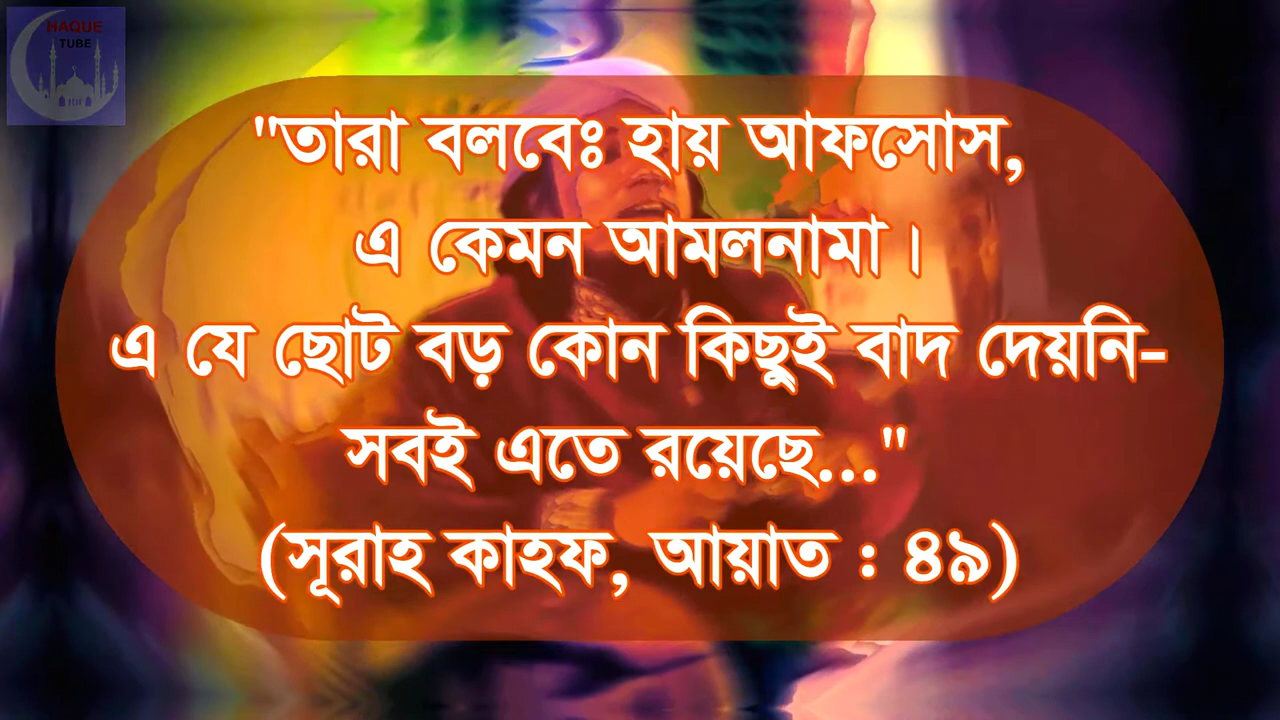 HAQUE
TUBE
"তারা বলবেঃ হায় আফসোস,
এ কেমন আমলনামা।
এ যে ছোট বড় কোন কিছুই বাদ দেয়নি-
সবই এতে রয়েছে..."
(সূরাহ কাহফ, আয়াত : ৪৯)